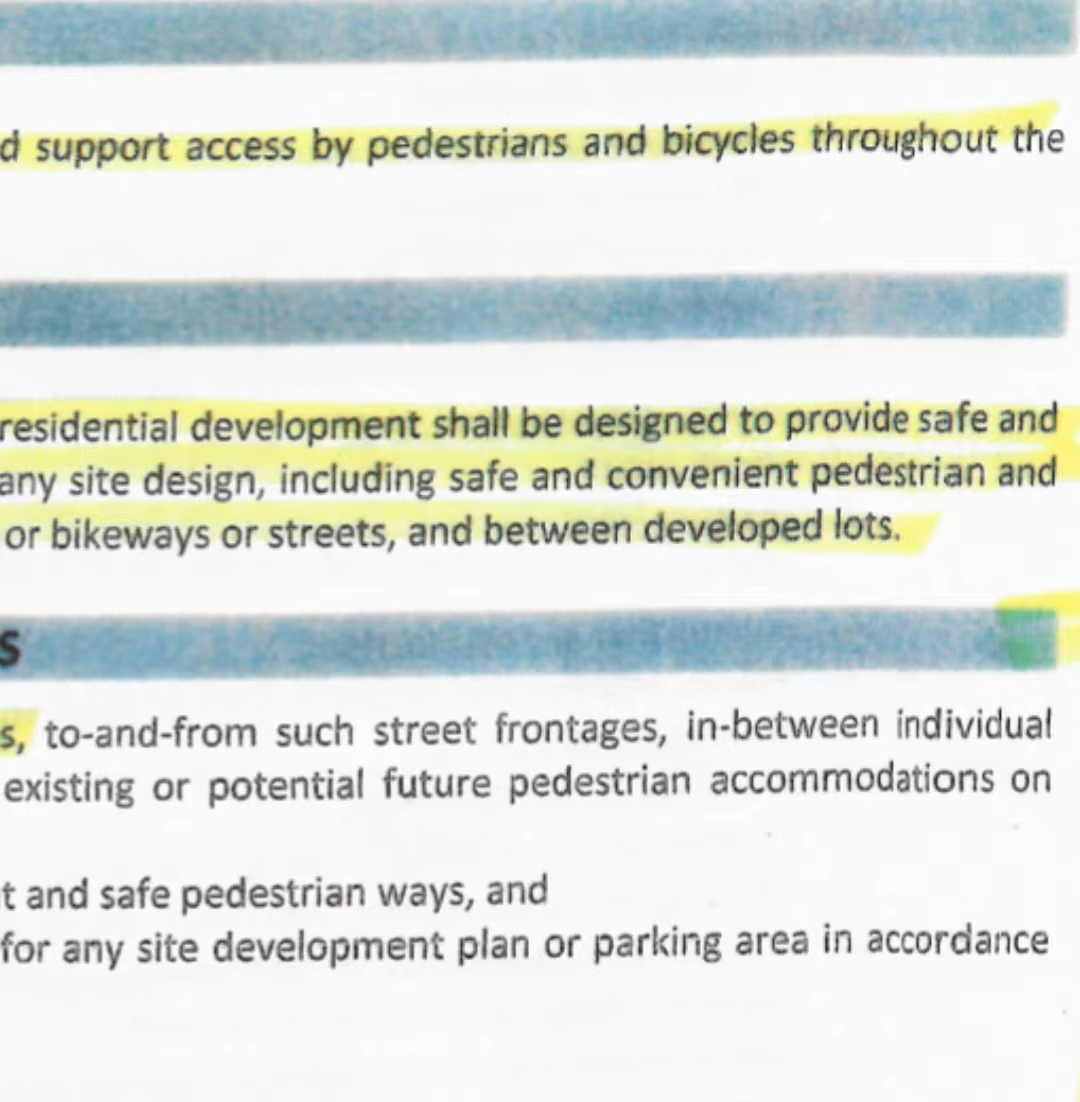 d support access by pedestrians and bicycles throughout the
residential development shall be designed to provide safe and
any site design, including safe and convenient pedestrian and
or bikeways or streets, and between developed lots.
s
s, to-and-from such street frontages, in-between individual
existing or potential future pedestrian accommodations on
t and safe pedestrian ways, and
for any site development plan or parking area in accordance